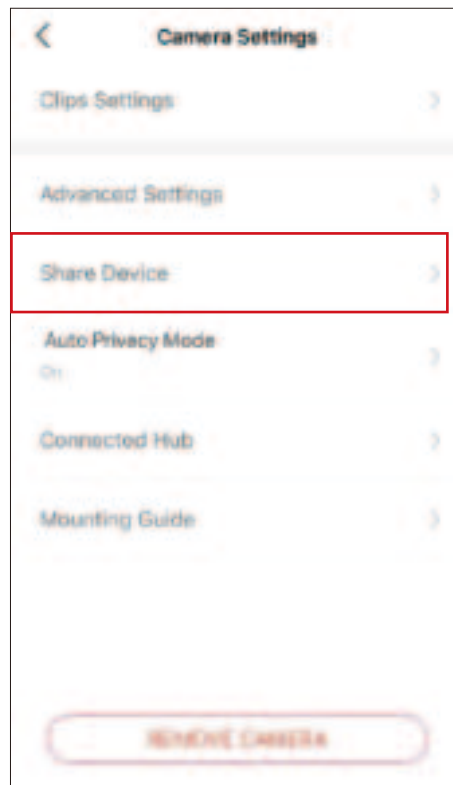 Camera Settings
Clips Settings
Advanced Settings
Share Device
Auto Privacy Mode
On
Connected Hub
Mounting Guide
REMOVE CAMERA